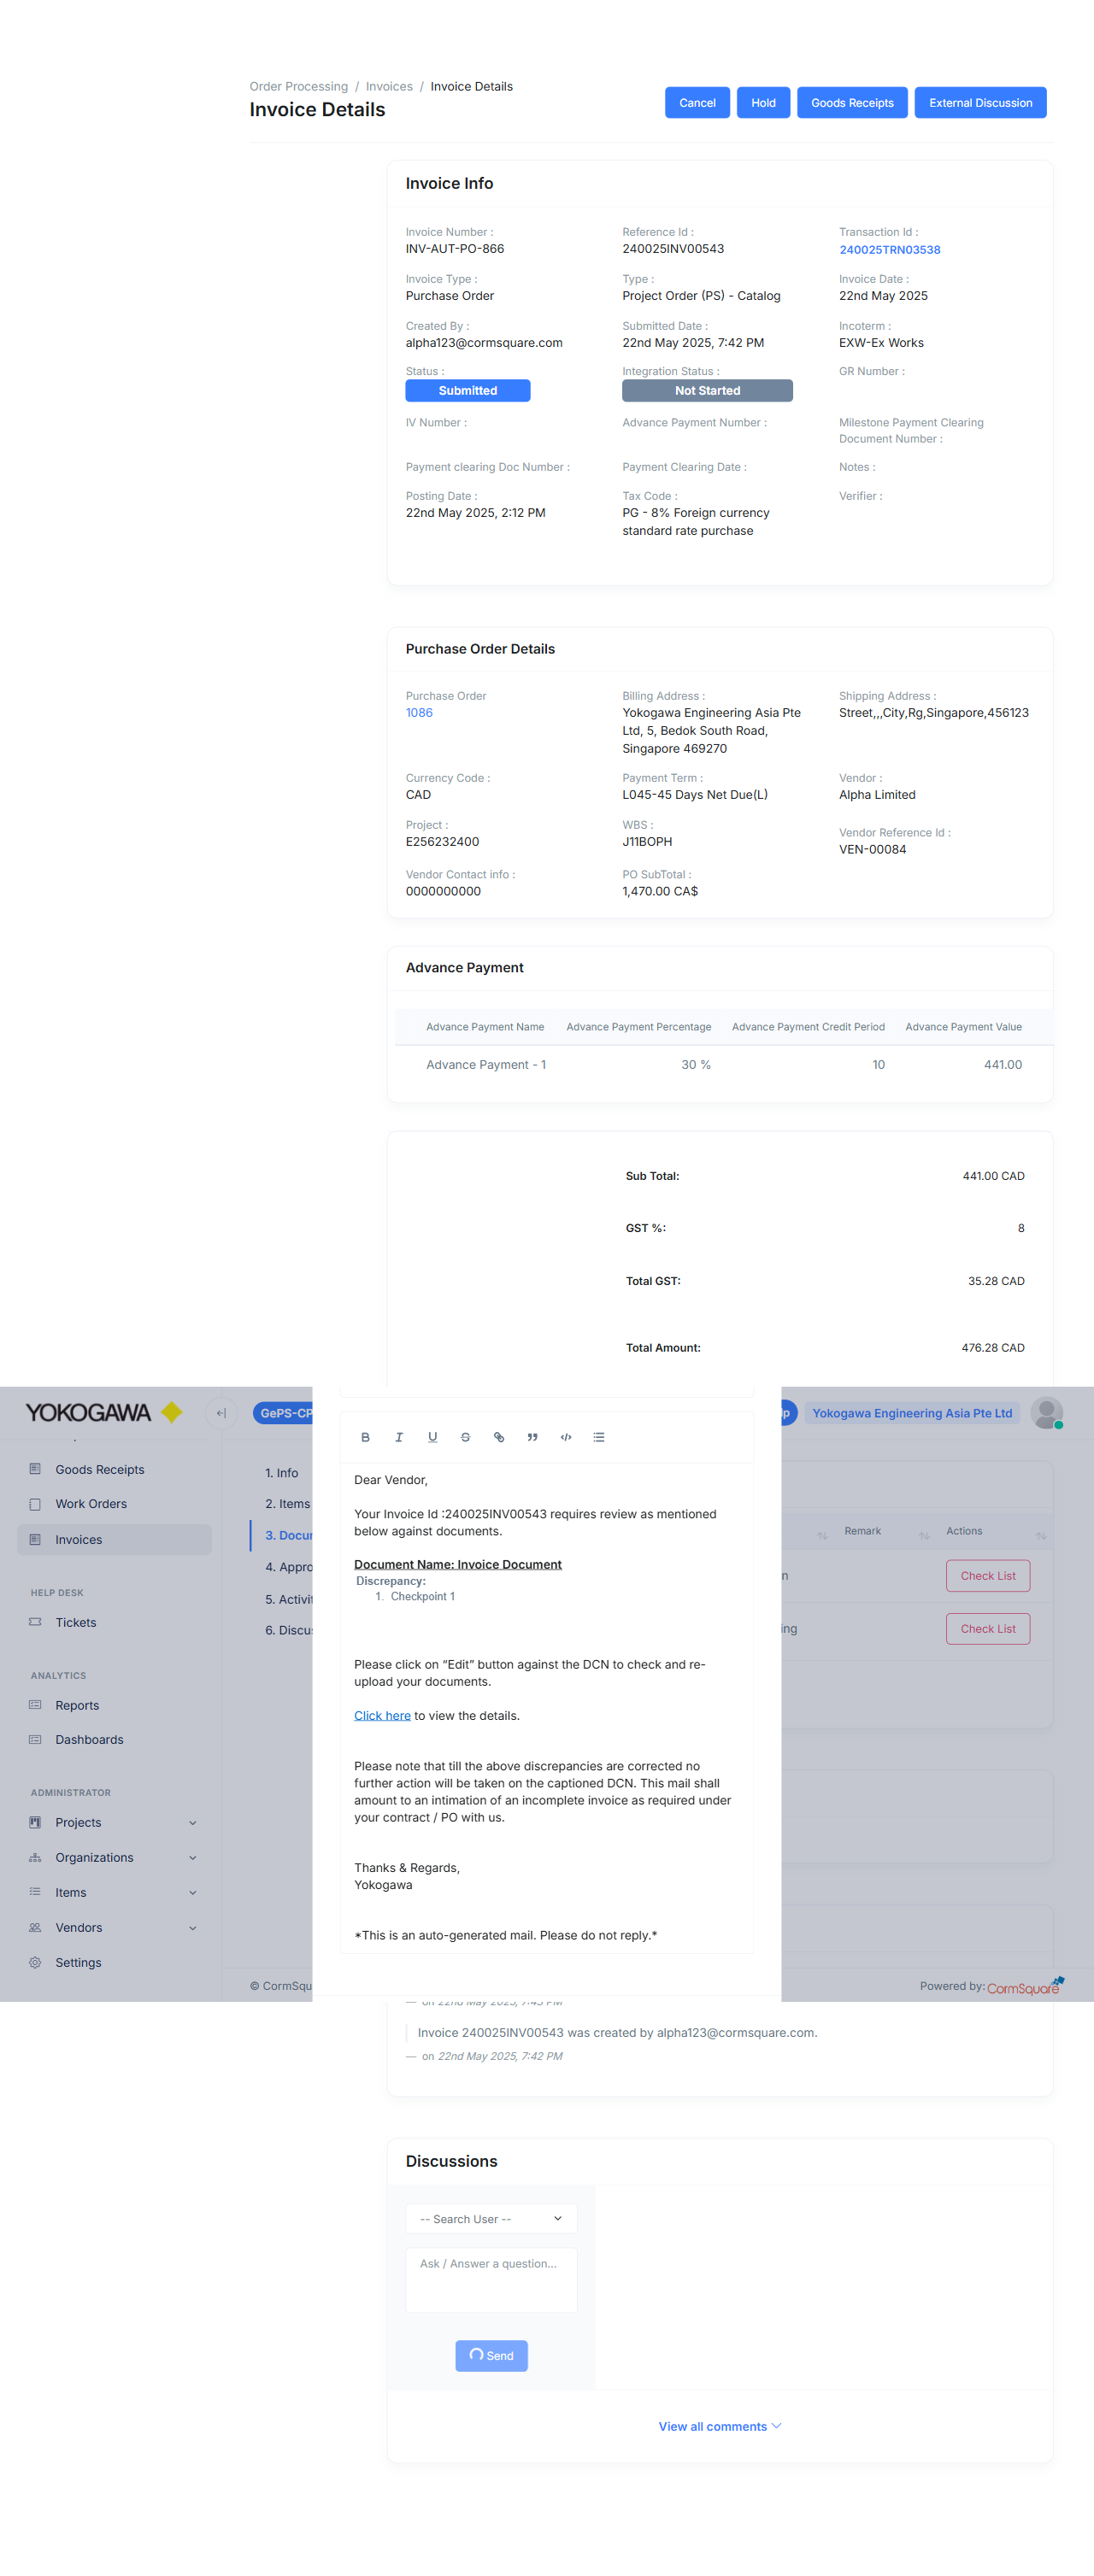 Order Processing / Invoices / Invoice Details
Invoice Details
Cancel
Hold
Goods Receipts
External Discussion
Invoice Info
Invoice Number :
INV-AUT-PO-866
Reference Id :
240025INV00543
Transaction Id :
240025TRN03538
Invoice Type :
Purchase Order
Type :
Project Order (PS) - Catalog
Invoice Date :
22nd May 2025
Created By :
alpha123@cormsquare.com
Submitted Date :
22nd May 2025, 7:42 PM
Incoterm :
EXW-Ex Works
Status :
Submitted
Integration Status :
Not Started
GR Number :
IV Number :
Advance Payment Number :
Milestone Payment Clearing
Document Number :
Payment clearing Doc Number :
Payment Clearing Date :
Notes :
Posting Date :
22nd May 2025, 2:12 PM
Tax Code :
PG - 8% Foreign currency
standard rate purchase
Verifier :
Purchase Order Details
Purchase Order
1086
Billing Address :
Yokogawa Engineering Asia Pte
Ltd, 5, Bedok South Road,
Singapore 469270
Shipping Address :
Street,,,City,Rg,Singapore,456123
Currency Code :
CAD
Payment Term :
L045-45 Days Net Due(L)
Vendor :
Alpha Limited
Project :
E256232400
WBS :
J11BOPH
Vendor Reference Id :
VEN-00084
Vendor Contact info :
0000000000
PO SubTotal :
1,470.00 CA$
Advance Payment
Advance Payment Name Advance Payment Percentage Advance Payment Credit Period Advance Payment Value
Advance Payment - 1 30 % 10 441.00
Sub Total: 441.00 CAD
GST %: 8
Total GST: 35.28 CAD
Total Amount: 476.28 CAD
YOKOGAWA
GePS-CP
Yokogawa Engineering Asia Pte Ltd
Goods Receipts
Work Orders
Invoices
HELP DESK
Tickets
ANALYTICS
Reports
Dashboards
ADMINISTRATOR
Projects
Organizations
Items
Vendors
Settings
1. Info
2. Items
3. Docu
4. Appro
5. Activi
6. Discu
© CormSqu
B I U S
Dear Vendor,
Your Invoice Id :240025INV00543 requires review as mentioned
below against documents.
Document Name: Invoice Document
Discrepancy:
1. Checkpoint 1
Please click on “Edit” button against the DCN to check and re-
upload your documents.
Click here to view the details.
Please note that till the above discrepancies are corrected no
further action will be taken on the captioned DCN. This mail shall
amount to an intimation of an incomplete invoice as required under
your contract / PO with us.
Thanks & Regards,
Yokogawa
*This is an auto-generated mail. Please do not reply.*
Remark
Actions
Check List
ing
Check List
Powered by: CormSquare
— on 22nd May 2025, 7:43 PM
Invoice 240025INV00543 was created by alpha123@cormsquare.com.
— on 22nd May 2025, 7:42 PM
Discussions
-- Search User --
Ask / Answer a question...
Send
View all comments